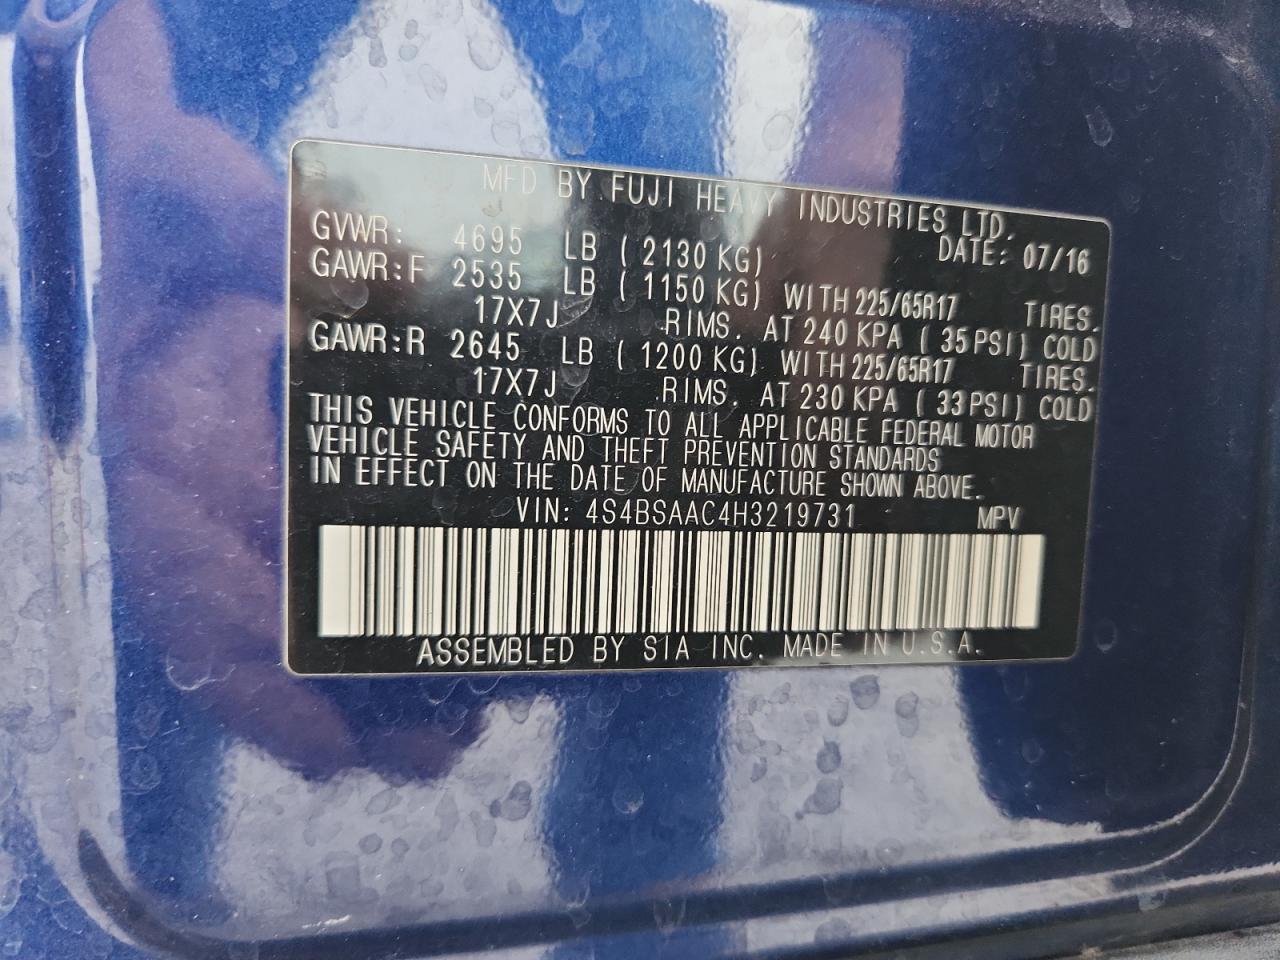 MFD BY FUJI HEAVY INDUSTRIES LTD.
GVWR: 4695 LB ( 2130 KG) DATE: 07/16
GAWR:F 2535 LB ( 1150 KG) WITH 225/65R17 TIRES.
17X7J RIMS. AT 240 KPA ( 35 PSI) COLD
GAWR:R 2645 LB ( 1200 KG) WITH 225/65R17 TIRES.
17X7J RIMS. AT 230 KPA ( 33 PSI) COLD
THIS VEHICLE CONFORMS TO ALL APPLICABLE FEDERAL MOTOR
VEHICLE SAFETY AND THEFT PREVENTION STANDARDS
IN EFFECT ON THE DATE OF MANUFACTURE SHOWN ABOVE.
VIN: 4S4BSAAC4H3219731 MPV
ASSEMBLED BY SIA INC. MADE IN U.S.A.